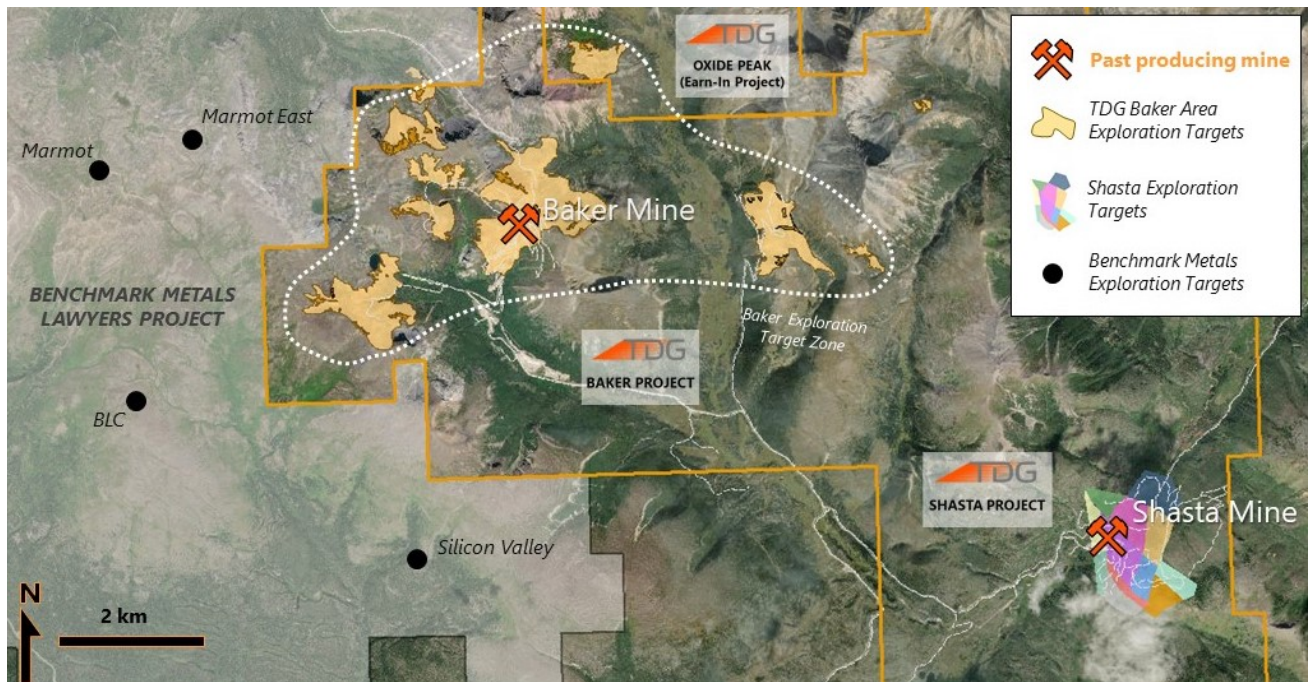 TDG
OXIDE PEAK
(Earn-In Project)
Past producing mine
TDG Baker Area
Exploration Targets
Shasta Exploration
Targets
Benchmark Metals
Exploration Targets
Marmot East
Marmot
Baker Mine
BENCHMARK METALS
LAWYERS PROJECT
Baker Exploration
Target Zone
TDG
BAKER PROJECT
BLC
TDG
SHASTA PROJECT
Shasta Mine
Silicon Valley
N
2 km